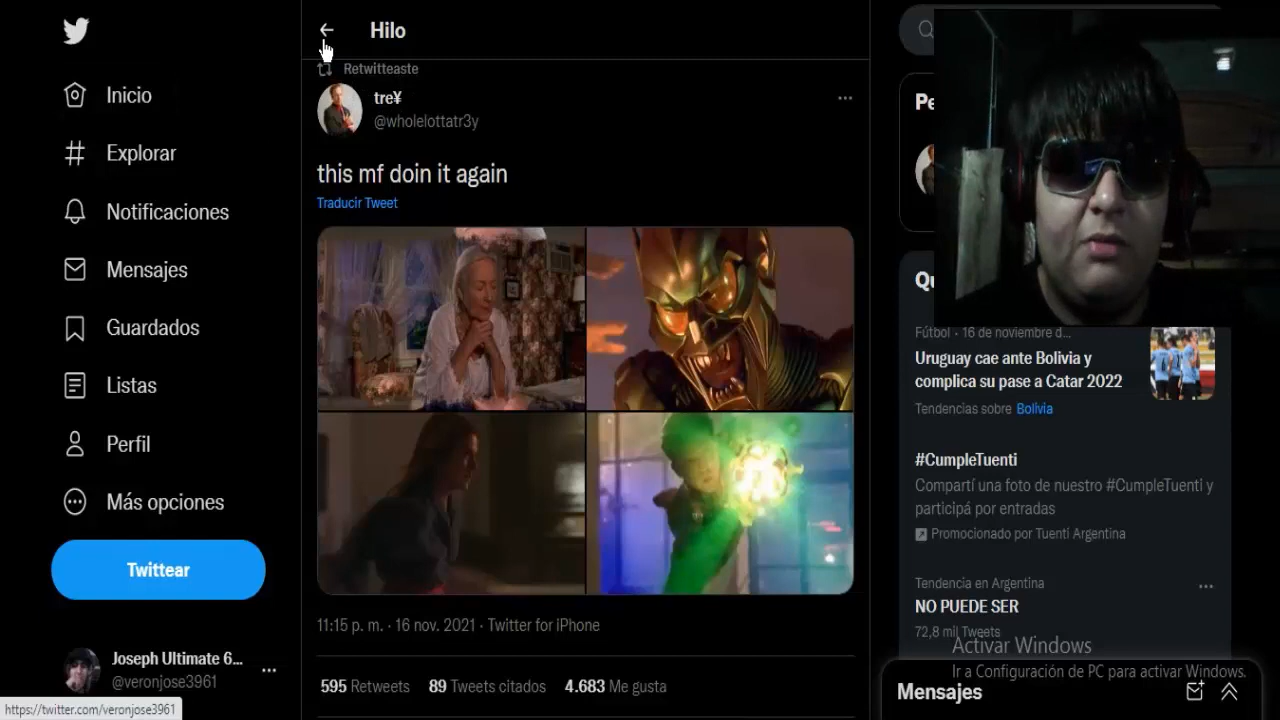 Hilo
Inicio
Explorar
Notificaciones
Mensajes
Guardados
Listas
Perfil
Más opciones
Twittear
Joseph Ultimate 6...
@veronjose3961
https://twitter.com/veronjose3961
Retwitteaste
tre¥
@wholelottatr3y
this mf doin it again
Traducir Tweet
11:15 p. m. · 16 nov. 2021 · Twitter for iPhone
595 Retweets 89 Tweets citados 4.683 Me gusta
Pe
Qu
Fútbol · 16 de noviembre d...
Uruguay cae ante Bolivia y
complica su pase a Catar 2022
Tendencias sobre Bolivia
#CumpleTuenti
Compartí una foto de nuestro #CumpleTuenti y
participá por entradas
Promocionado por Tuenti Argentina
Tendencia en Argentina
NO PUEDE SER
72,8 mil Tweets
Activar Windows
Ir a Configuración de PC para activar Windows.
Mensajes